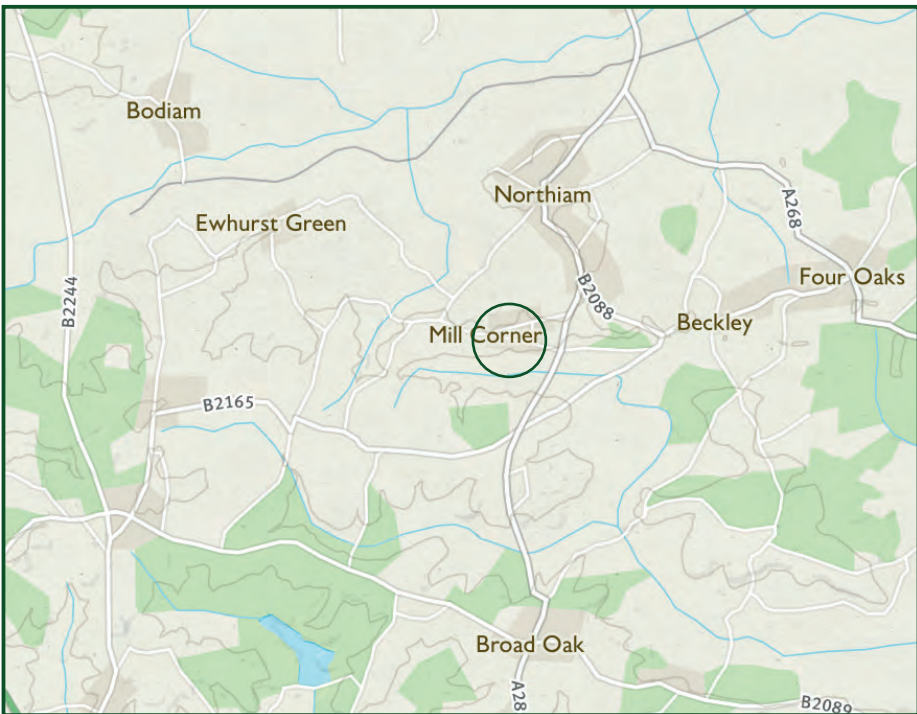 Bodiam
Northiam
A268
Ewhurst Green
B2244
Four Oaks
B2088
Beckley
Mill Corner
B2165
Broad Oak
A28
B2089